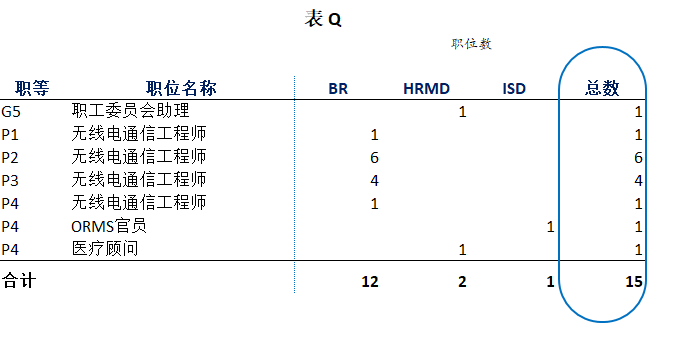 表 Q
职位数
职等 职位名称 BR HRMD ISD 总数
G5 职工委员会助理 1 1
P1 无线电通信工程师 1 1
P2 无线电通信工程师 6 6
P3 无线电通信工程师 4 4
P4 无线电通信工程师 1 1
P4 ORMS官员 1 1
P4 医疗顾问 1 1
合计 12 2 1 15